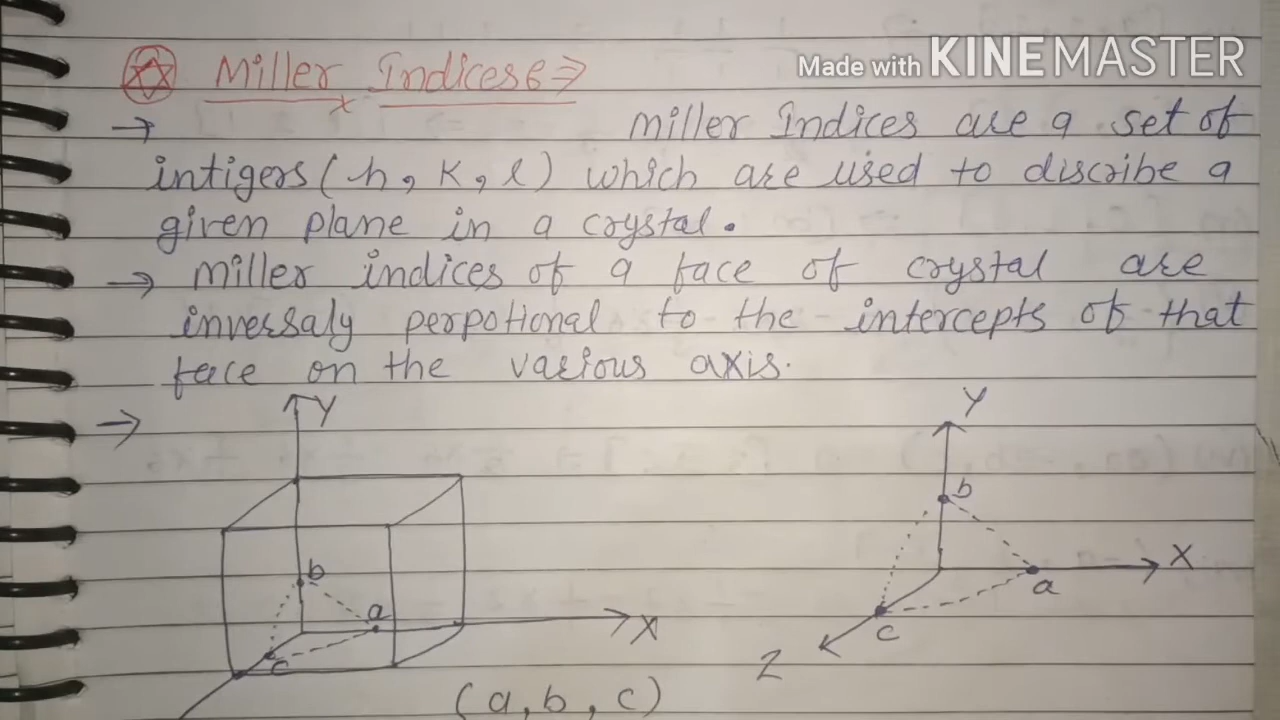 Made with KINEMASTER
Miller Indices ⇒
→ Miller Indices are a set of
intigers (h, K, l) which are used to discribe a
given plane in a crystal.
→ Miller indices of a face of crystal are
inversaly perpotional to the intercepts of that
face on the various axis.
→
Y
b
a
c
X
Y
b
X
a
c
Z
(a, b, c)